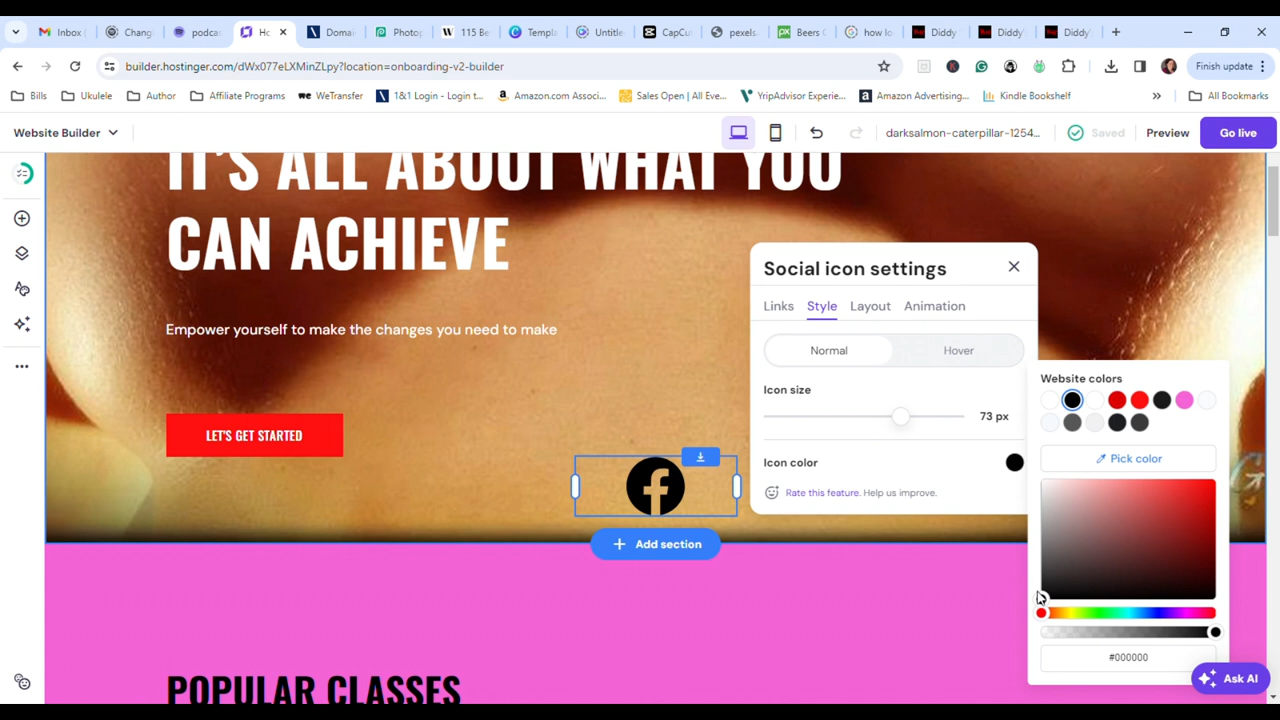 Inbox
Chang
podca
Ho
Domai
Photop
115 Be
Templa
Untitle
CapCu
pexels
Beers
how lo
Diddy
Diddy'
Diddy'
builder.hostinger.com/dWx077eLXMinZLpy?location=onboarding-v2-builder
Finish update
Bills
Ukulele
Author
Affiliate Programs
WeTransfer
1&1 Login - Login t...
Amazon.com Associ...
Sales Open | All Eve...
YripAdvisor Experie...
Amazon Advertising,...
Kindle Bookshelf
»
All Bookmarks
Website Builder
darksalmon-caterpillar-1254...
Saved
Preview
Go live
IT'S ALL ABOUT WHAT YOU
CAN ACHIEVE
Empower yourself to make the changes you need to make
LET'S GET STARTED
Add section
POPULAR CLASSES
Social icon settings
Links Style Layout Animation
Normal Hover
Icon size
73 px
Icon color
Rate this feature. Help us improve.
Website colors
Pick color
#000000
Ask AI